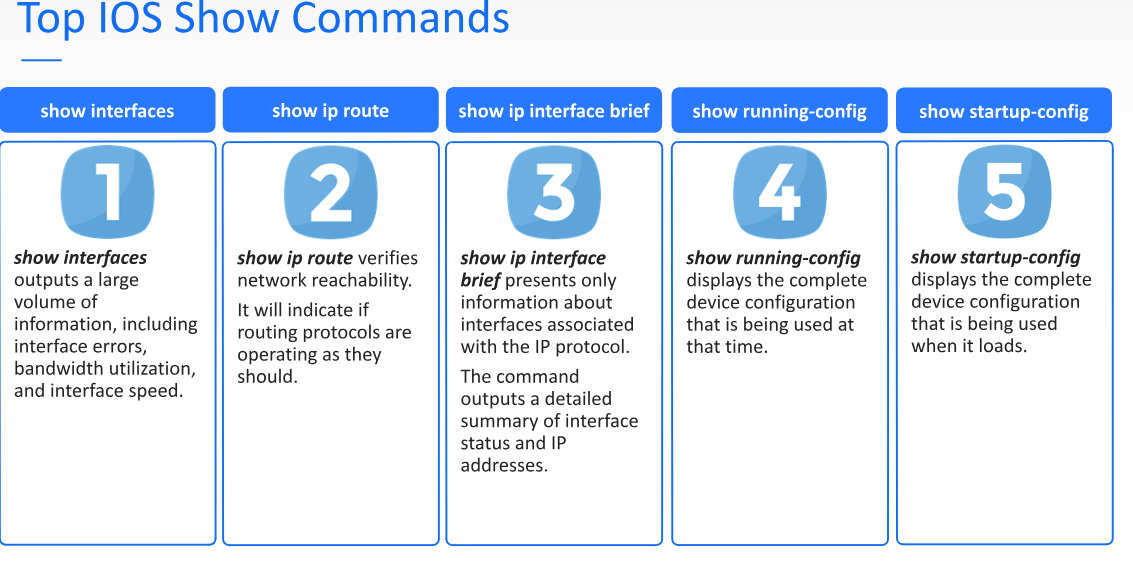 Top IOS Show Commands
show interfaces
show ip route
show ip interface brief
show running-config
show startup-config
1
show interfaces
outputs a large
volume of
information, including
interface errors,
bandwidth utilization,
and interface speed.
2
show ip route verifies
network reachability.
It will indicate if
routing protocols are
operating as they
should.
3
show ip interface
brief presents only
information about
interfaces associated
with the IP protocol.
The command
outputs a detailed
summary of interface
status and IP
addresses.
4
show running-config
displays the complete
device configuration
that is being used at
that time.
5
show startup-config
displays the complete
device configuration
that is being used
when it loads.